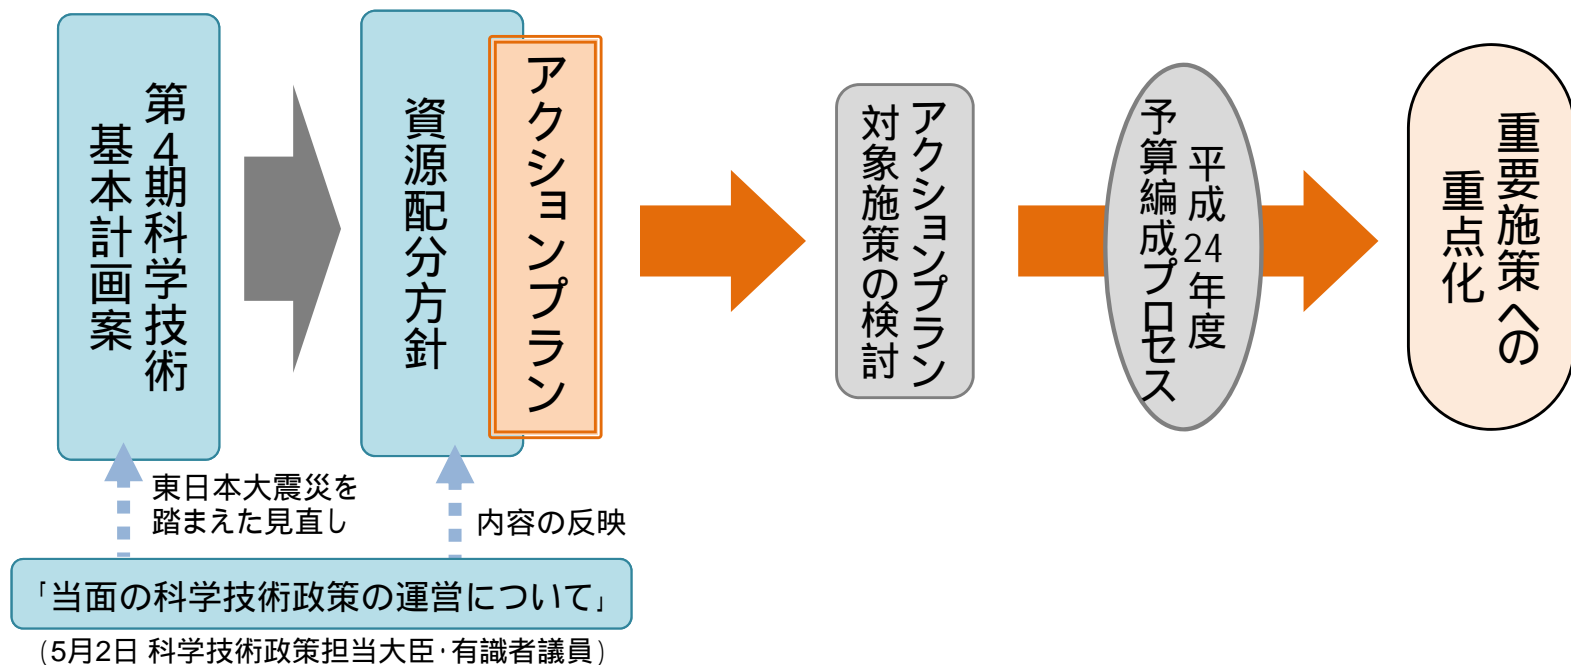 第4期科学技術
基本計画案
資源配分方針
アクションプラン
アクションプラン
対象施策の検討
平成24年度
予算編成プロセス
重要施策への
重点化
東日本大震災を
踏まえた見直し
内容の反映
「当面の科学技術政策の運営について」
(5月2日 科学技術政策担当大臣・有識者議員)